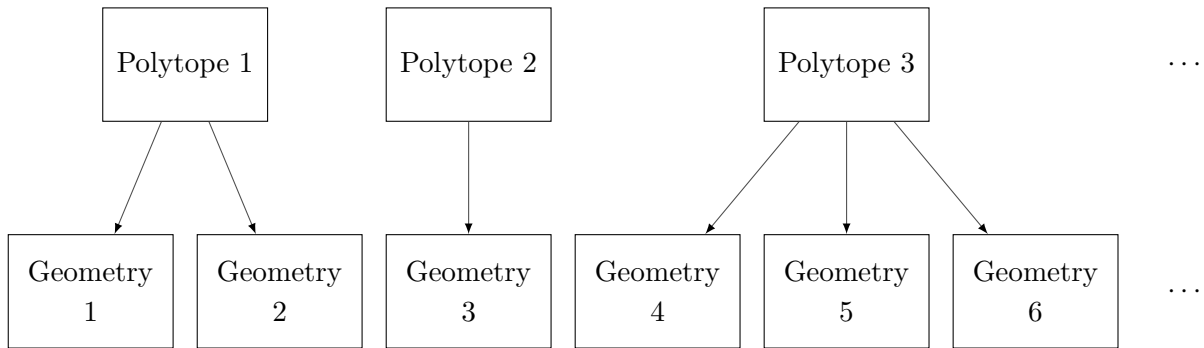 Polytope 1
Polytope 2
Polytope 3
...
Geometry
1
Geometry
2
Geometry
3
Geometry
4
Geometry
5
Geometry
6
...